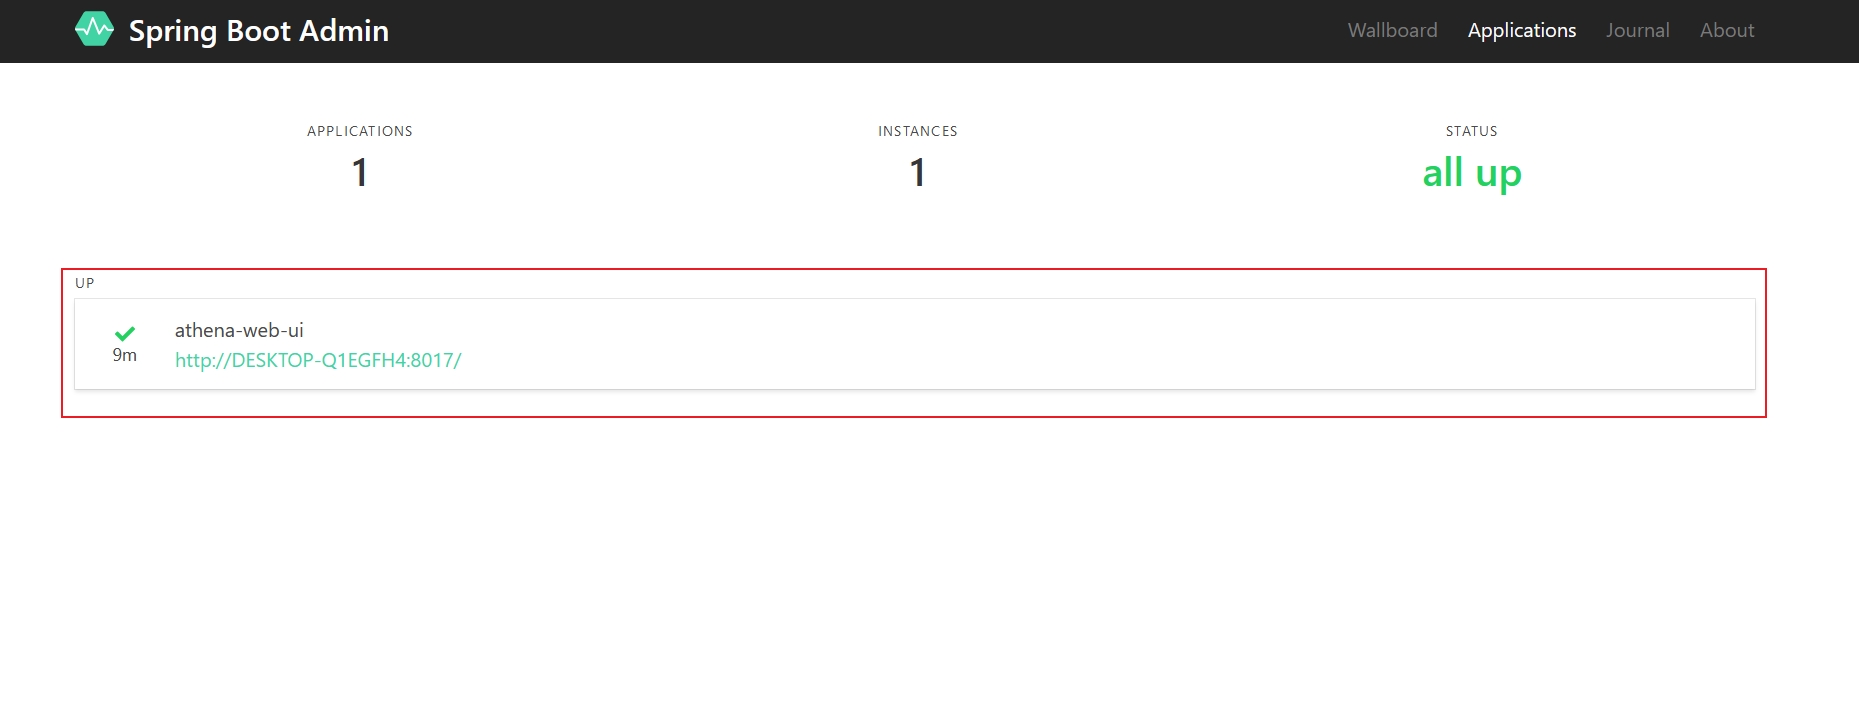 Spring Boot Admin
Wallboard Applications Journal About
APPLICATIONS INSTANCES STATUS
1 1 all up
UP
athena-web-ui
9m
http://DESKTOP-Q1EGFH4:8017/